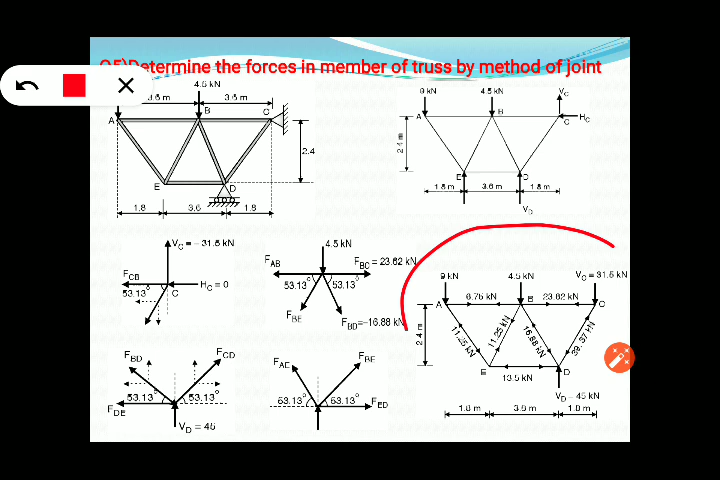 Q5)Determine the forces in member of truss by method of joint
4.5 kN
3.6 m
3.6 m
A
B
C
2.4
E
D
1.8
3.6
1.8
9 kN
4.5 kN
VC
A
B
C
HC
2.4 m
E
D
1.8 m
3.6 m
1.8 m
VD
VC = – 31.5 kN
FCB
HC = 0
53.13°
C
4.5 kN
FAB
FBC = 23.62 kN
53.13°
53.13°
FBE
FBD=–16.88 kN
9 kN
4.5 kN
VC = 31.5 kN
A
6.75 kN
B
23.62 kN
C
2.4 m
11.25 kN
11.25 kN
16.88 kN
39.37 kN
E
D
13.5 kN
VD = 45 kN
1.8 m
3.6 m
1.8 m
FBD
FCD
53.13°
53.13°
FDE
VD = 45
FAE
FBE
53.13°
53.13°
FED